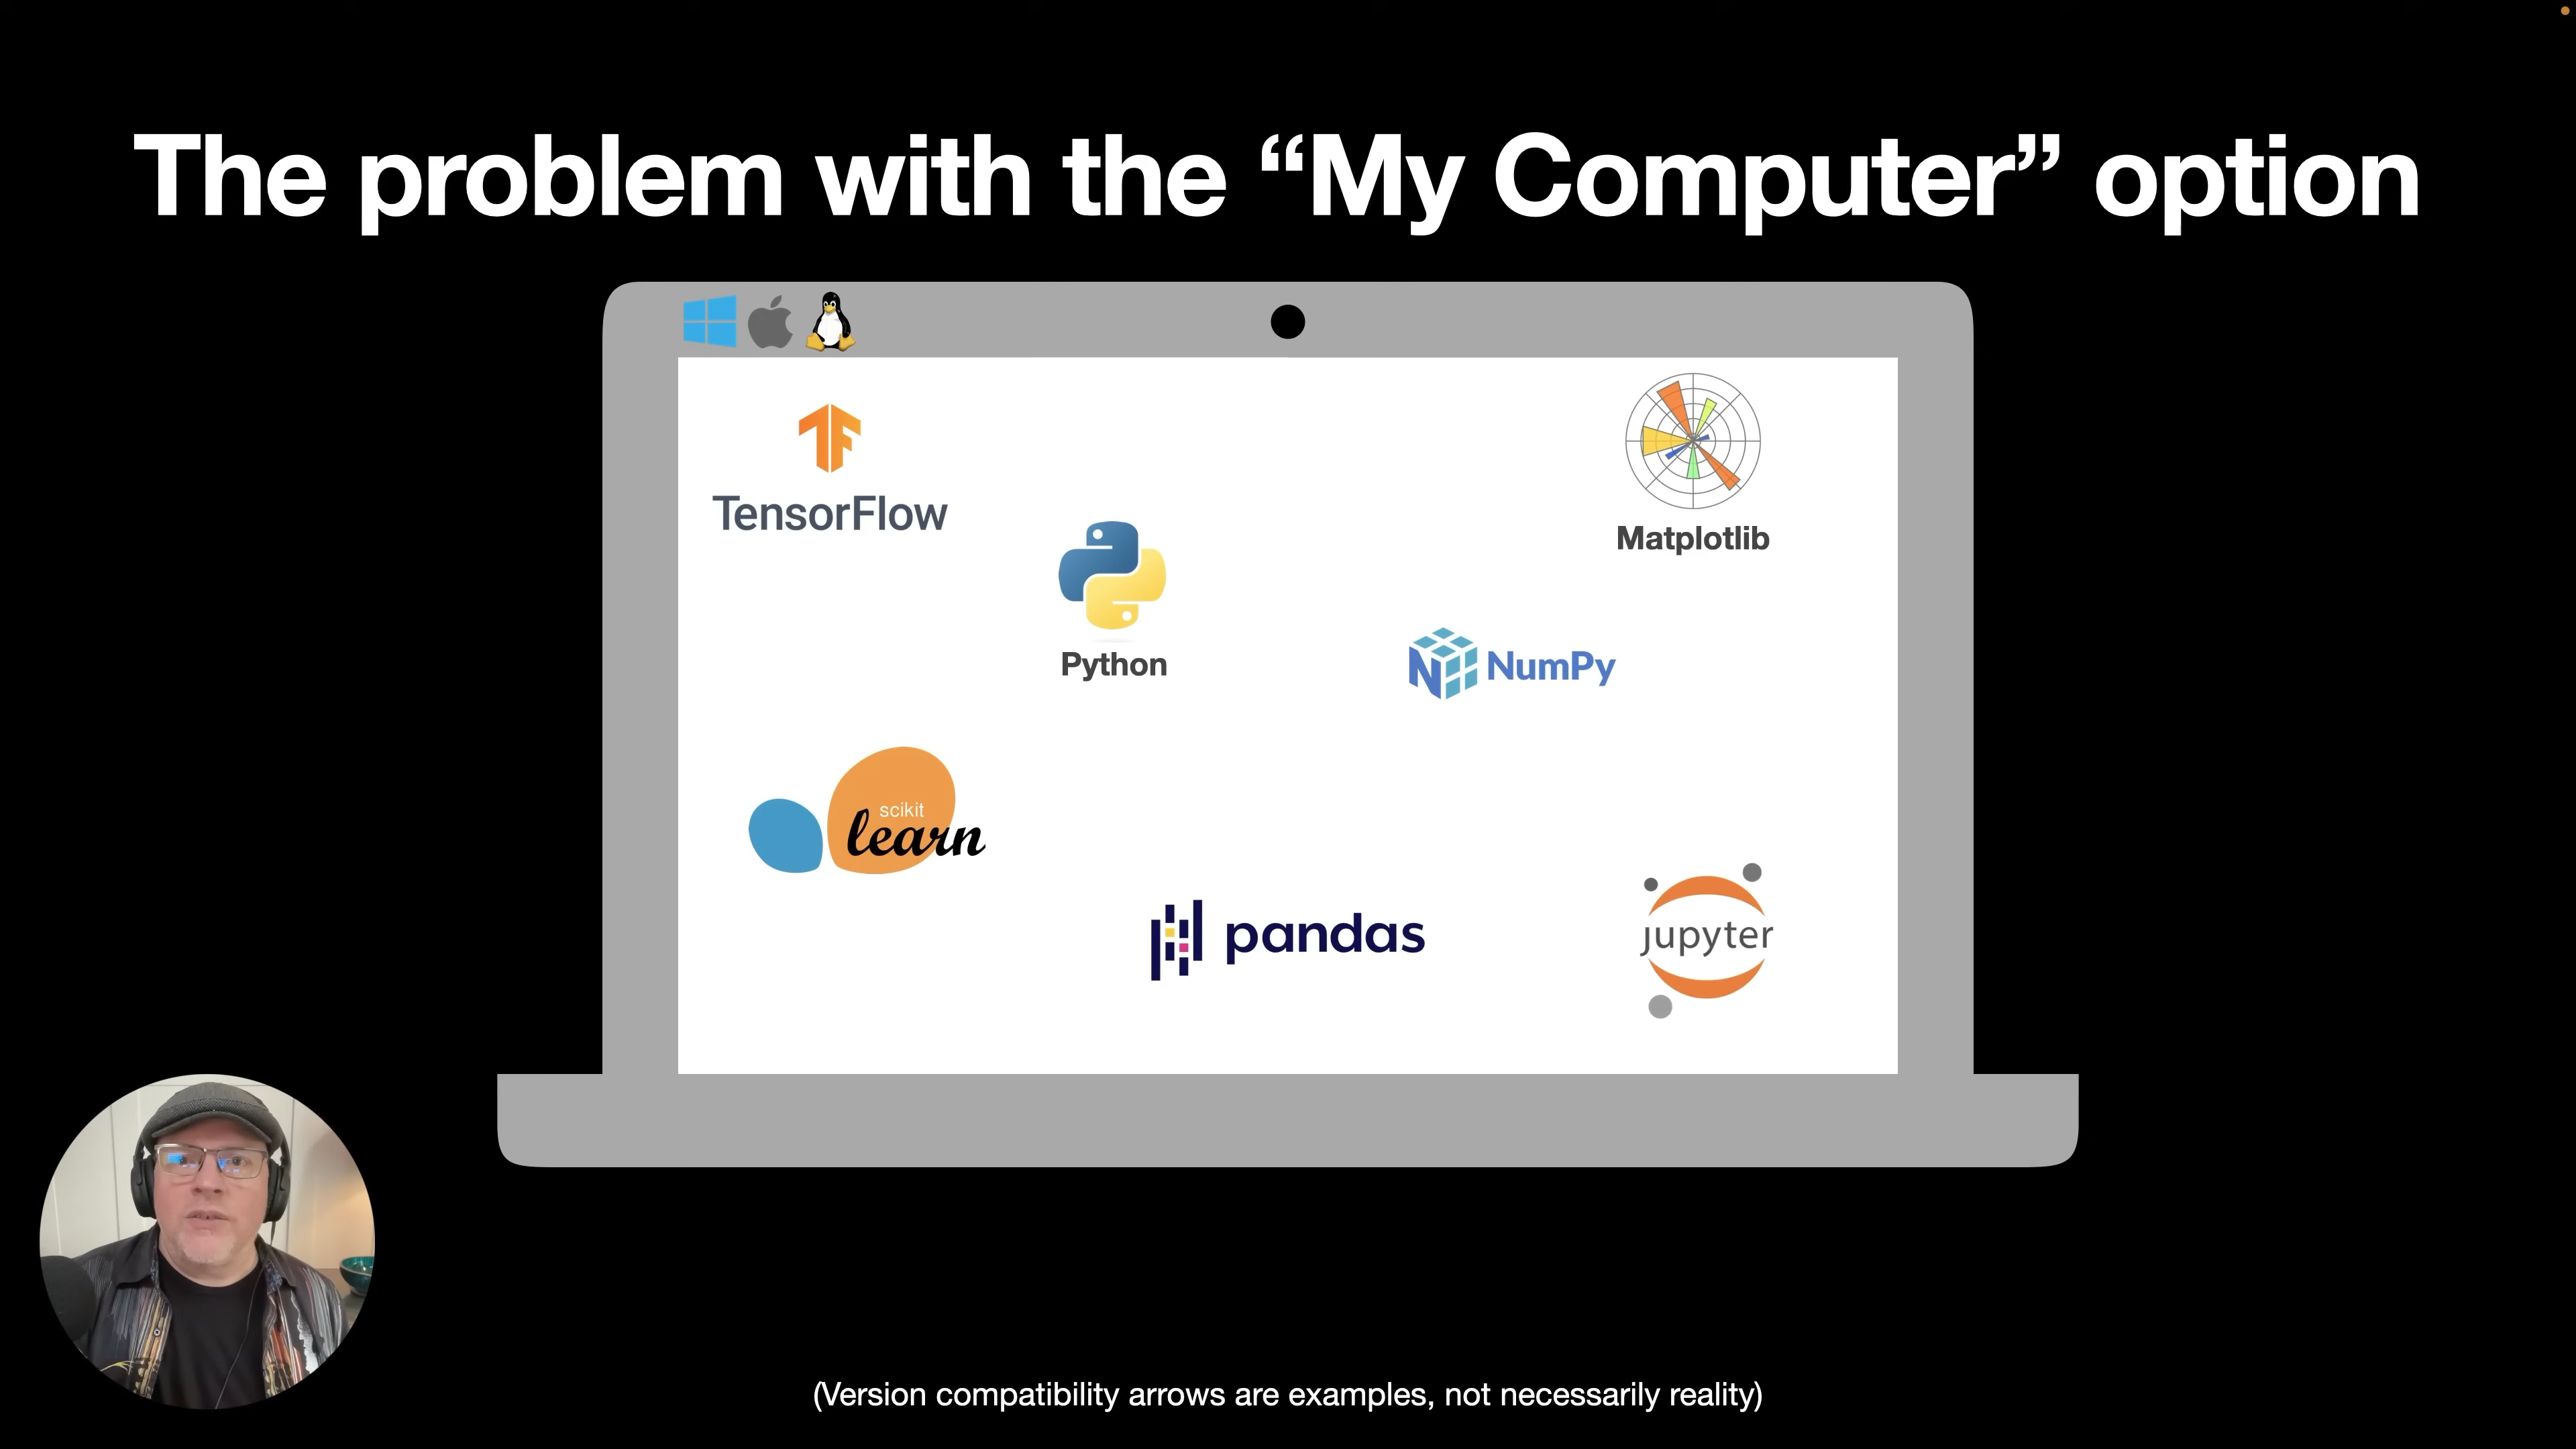 The problem with the “My Computer” option
TensorFlow
Matplotlib
Python
NumPy
scikit
learn
pandas
jupyter
(Version compatibility arrows are examples, not necessarily reality)